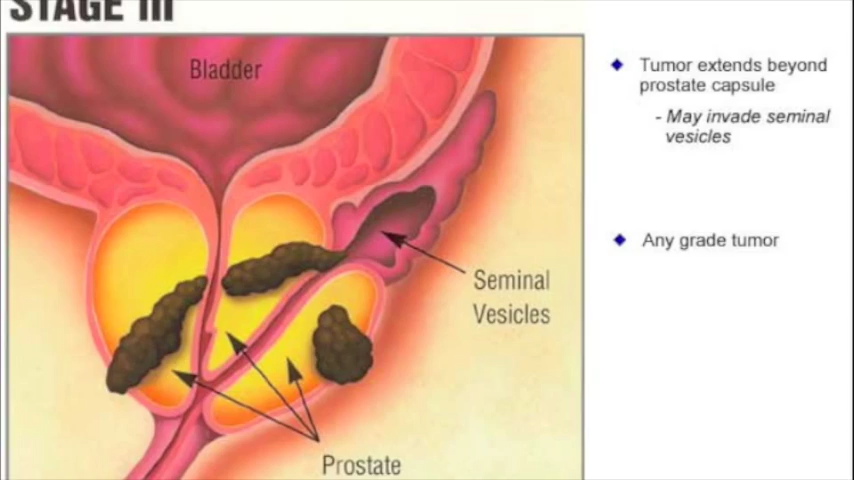 STAGE III
Bladder
Seminal
Vesicles
Prostate
Tumor extends beyond
prostate capsule
- May invade seminal
vesicles
Any grade tumor